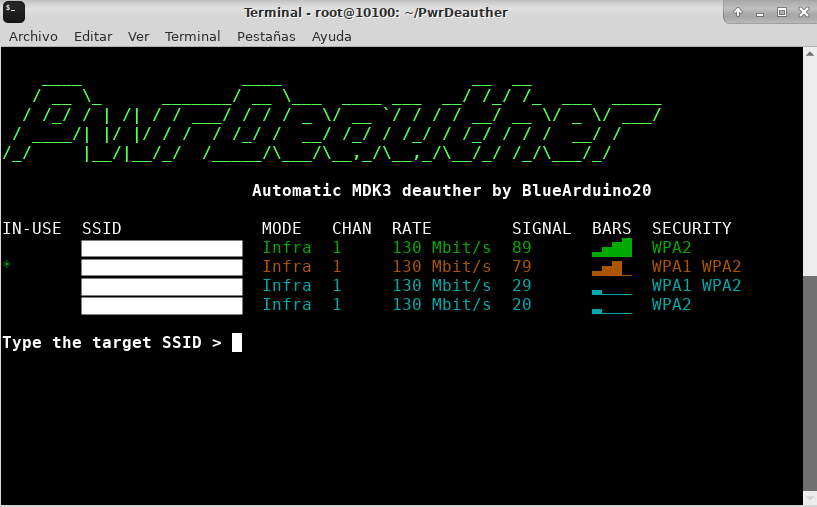 Terminal - root@10100: ~/PwrDeauther
Archivo Editar Ver Terminal Pestañas Ayuda
PwrDeauther
Automatic MDK3 deauther by BlueArduino20
IN-USE SSID MODE CHAN RATE SIGNAL BARS SECURITY
Infra 1 130 Mbit/s 89 WPA2
* Infra 1 130 Mbit/s 79 WPA1 WPA2
Infra 1 130 Mbit/s 29 WPA1 WPA2
Infra 1 130 Mbit/s 20 WPA2
Type the target SSID >